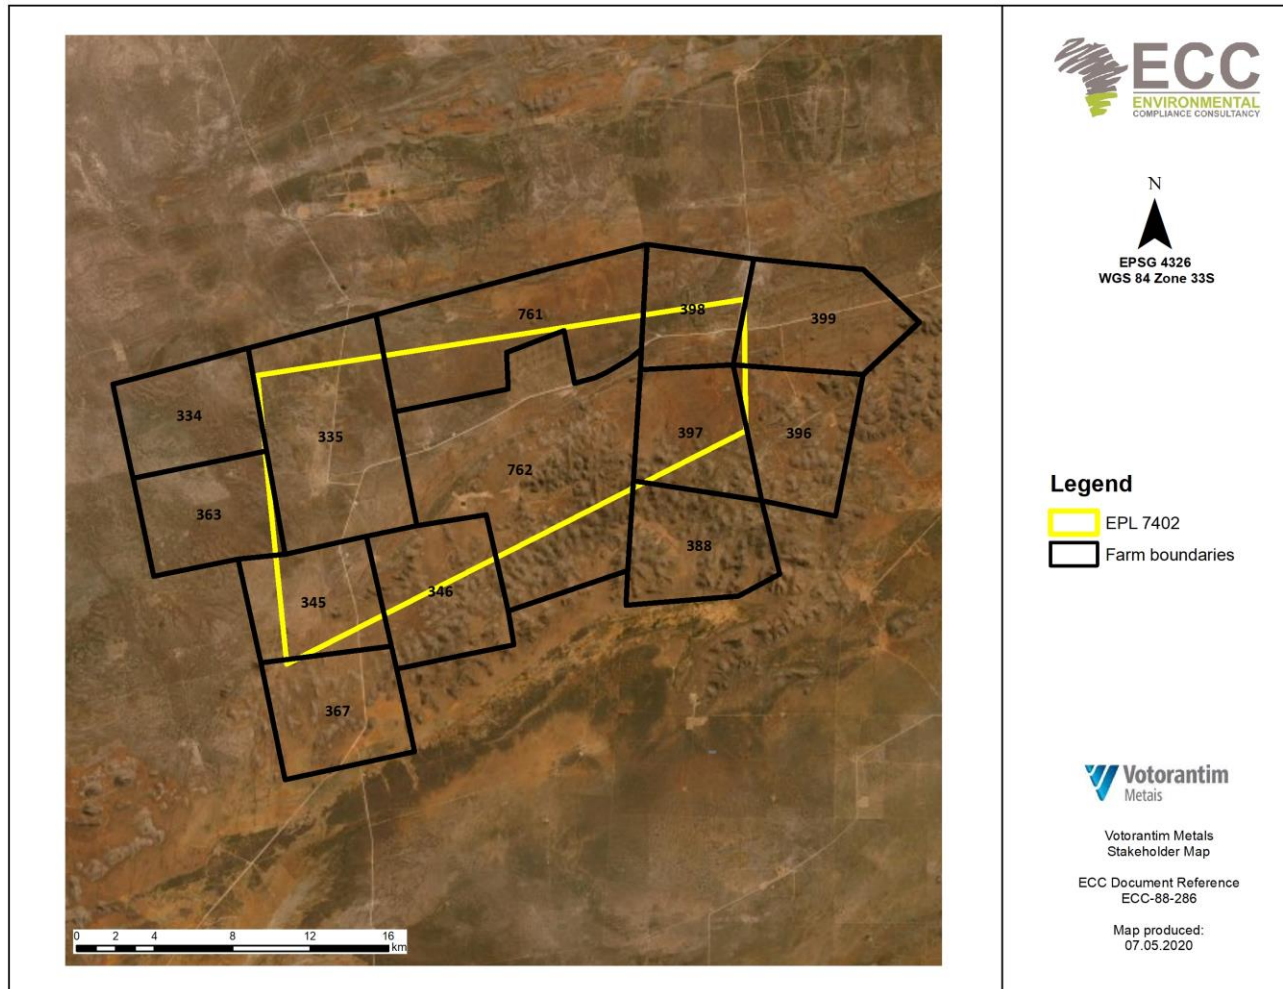 ECC
ENVIRONMENTAL
COMPLIANCE CONSULTANCY
N
EPSG 4326
WGS 84 Zone 33S
761
398
399
334
335
397
396
762
363
388
346
345
367
Legend
EPL 7402
Farm boundaries
Votorantim
Metais
Votorantim Metals
Stakeholder Map
ECC Document Reference
ECC-88-286
Map produced:
07.05.2020
0 2 4 8 12 16
km